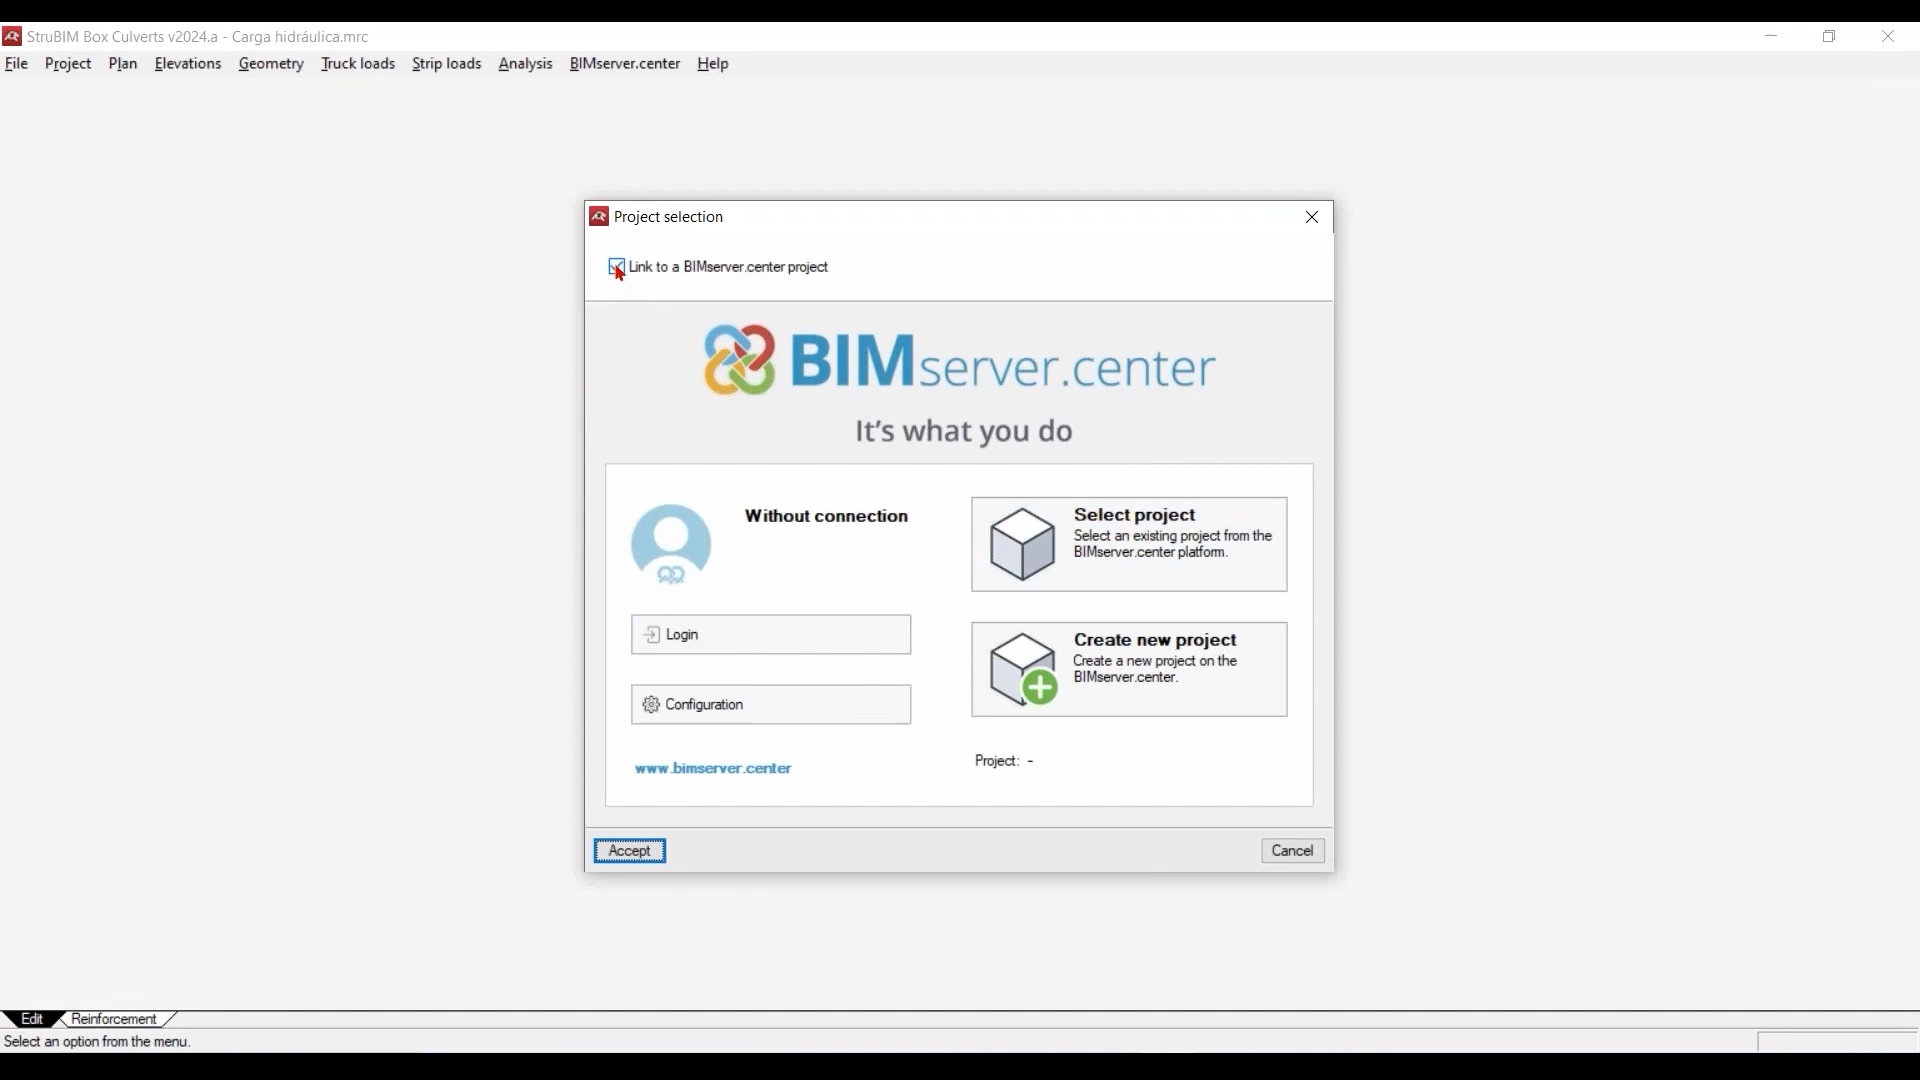 StruBIM Box Culverts v2024.a - Carga hidráulica.mrc
File Project Plan Elevations Geometry Truck loads Strip loads Analysis BIMserver.center Help
Project selection
Link to a BIMserver.center project
BIMserver.center
It's what you do
Without connection
Login
Configuration
www.bimserver.center
Select project
Select an existing project from the
BIMserver.center platform.
Create new project
Create a new project on the
BIMserver.center.
Project: -
Accept Cancel
Edit Reinforcement
Select an option from the menu.